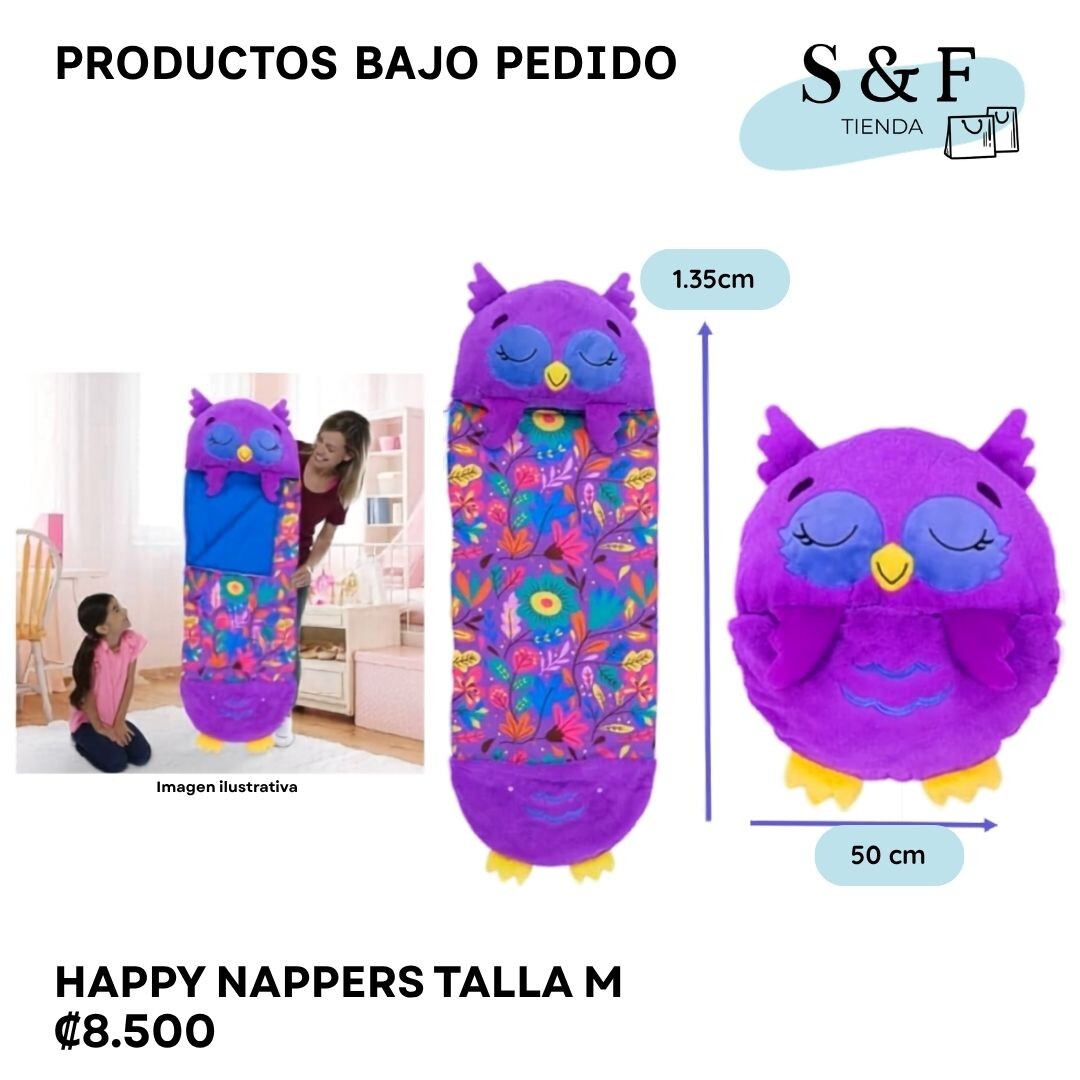 PRODUCTOS BAJO PEDIDO
S & F
TIENDA
1.35cm
Imagen ilustrativa
50 cm
HAPPY NAPPERS TALLA M
₡8.500